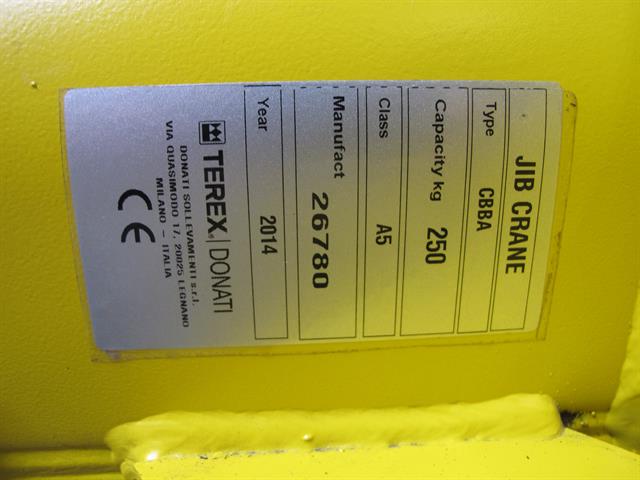 JIB CRANE
Type CBBA
Capacity kg 250
Class A5
Manufact 26780
Year 2014
TEREX® | DONATI
DONATI SOLLEVAMENTI s.r.l.
VIA QUASIMODO 17, 20025 LEGNANO
MILANO – ITALIA
CE